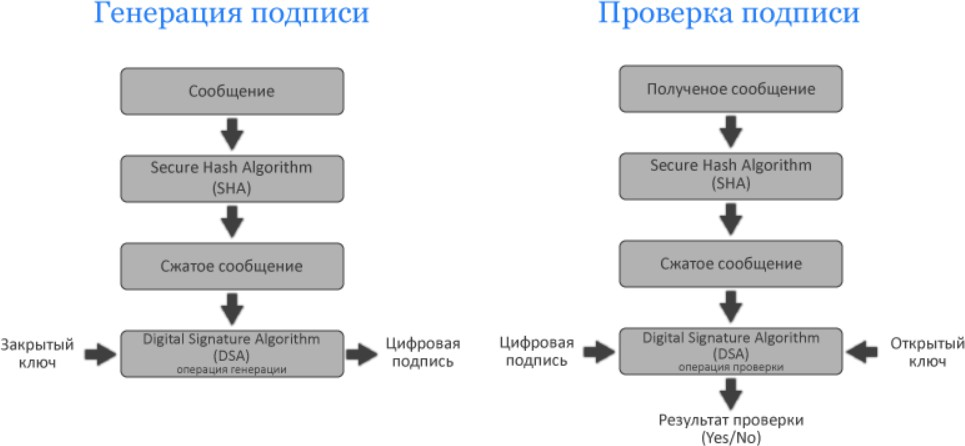 Генерация подписи
Сообщение
Secure Hash Algorithm
(SHA)
Сжатое сообщение
Закрытый
ключ
Digital Signature Algorithm
(DSA)
операция генерации
Цифровая
подпись
Проверка подписи
Полученое сообщение
Secure Hash Algorithm
(SHA)
Сжатое сообщение
Цифровая
подпись
Digital Signature Algorithm
(DSA)
операция проверки
Открытый
ключ
Результат проверки
(Yes/No)